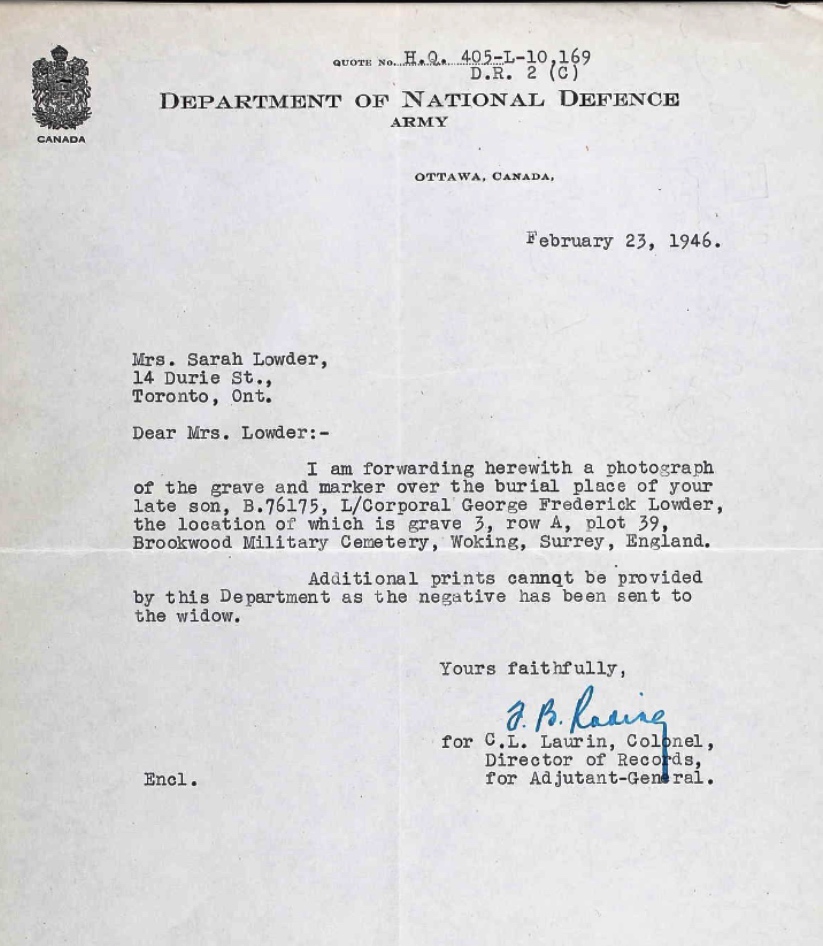 QUOTE NO. H.Q. 405-L-10,169
D.R. 2 (C)
DEPARTMENT OF NATIONAL DEFENCE
ARMY
CANADA
OTTAWA, CANADA,
February 23, 1946.
Mrs. Sarah Lowder,
14 Durie St.,
Toronto, Ont.
Dear Mrs. Lowder:-
I am forwarding herewith a photograph
of the grave and marker over the burial place of your
late son, B.76175, L/Corporal George Frederick Lowder,
the location of which is grave 3, row A, plot 39,
Brookwood Military Cemetery, Woking, Surrey, England.
Additional prints cannot be provided
by this Department as the negative has been sent to
the widow.
Yours faithfully,
for C.L. Laurin, Colonel,
Director of Records,
for Adjutant-General.
Encl.